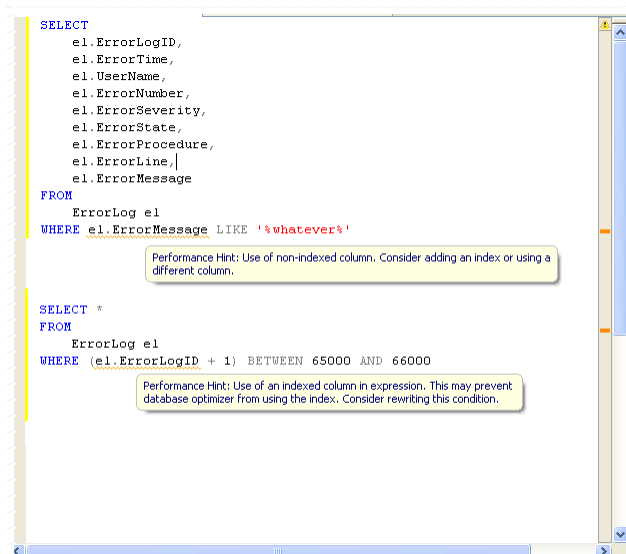 SELECT
el.ErrorLogID,
el.ErrorTime,
el.UserName,
el.ErrorNumber,
el.ErrorSeverity,
el.ErrorState,
el.ErrorProcedure,
el.ErrorLine,
el.ErrorMessage
FROM
ErrorLog el
WHERE el.ErrorMessage LIKE '%whatever%'
Performance Hint: Use of non-indexed column. Consider adding an index or using a
different column.
SELECT *
FROM
ErrorLog el
WHERE (el.ErrorLogID + 1) BETWEEN 65000 AND 66000
Performance Hint: Use of an indexed column in expression. This may prevent
database optimizer from using the index. Consider rewriting this condition.